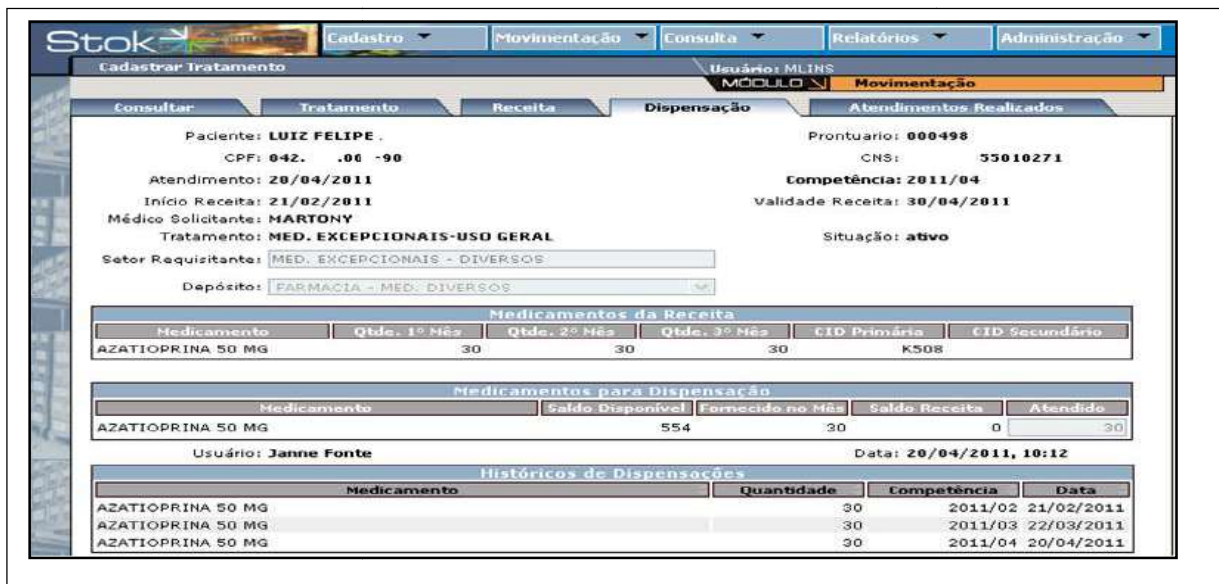 Stok
Cadastro Movimentação Consulta Relatórios Administração
Cadastrar Tratamento Usuário: MLINS
MÓDULO Movimentação
Consultar Tratamento Receita Dispensação Atendimentos Realizados
Paciente: LUIZ FELIPE . Prontuario: 000498
CPF: 042. .00 -90 CNS: 55010271
Atendimento: 20/04/2011 Competência: 2011/04
Início Receita: 21/02/2011 Validade Receita: 30/04/2011
Médico Solicitante: MARTONY
Tratamento: MED. EXCEPCIONAIS-USO GERAL Situação: ativo
Setor Requisitante: MED. EXCEPCIONAIS - DIVERSOS
Depósito: FARMACIA - MED. DIVERSOS
Medicamentos da Receita
Medicamento Qtde. 1º Mês Qtde. 2º Mês Qtde. 3º Mês CID Primária CID Secundário
AZATIOPRINA 50 MG 30 30 30 K508
Medicamentos para Dispensação
Medicamento Saldo Disponível Fornecido no Mês Saldo Receita Atendido
AZATIOPRINA 50 MG 554 30 0 30
Usuário: Janne Fonte Data: 20/04/2011, 10:12
Históricos de Dispensações
Medicamento Quantidade Competência Data
AZATIOPRINA 50 MG 30 2011/02 21/02/2011
AZATIOPRINA 50 MG 30 2011/03 22/03/2011
AZATIOPRINA 50 MG 30 2011/04 20/04/2011